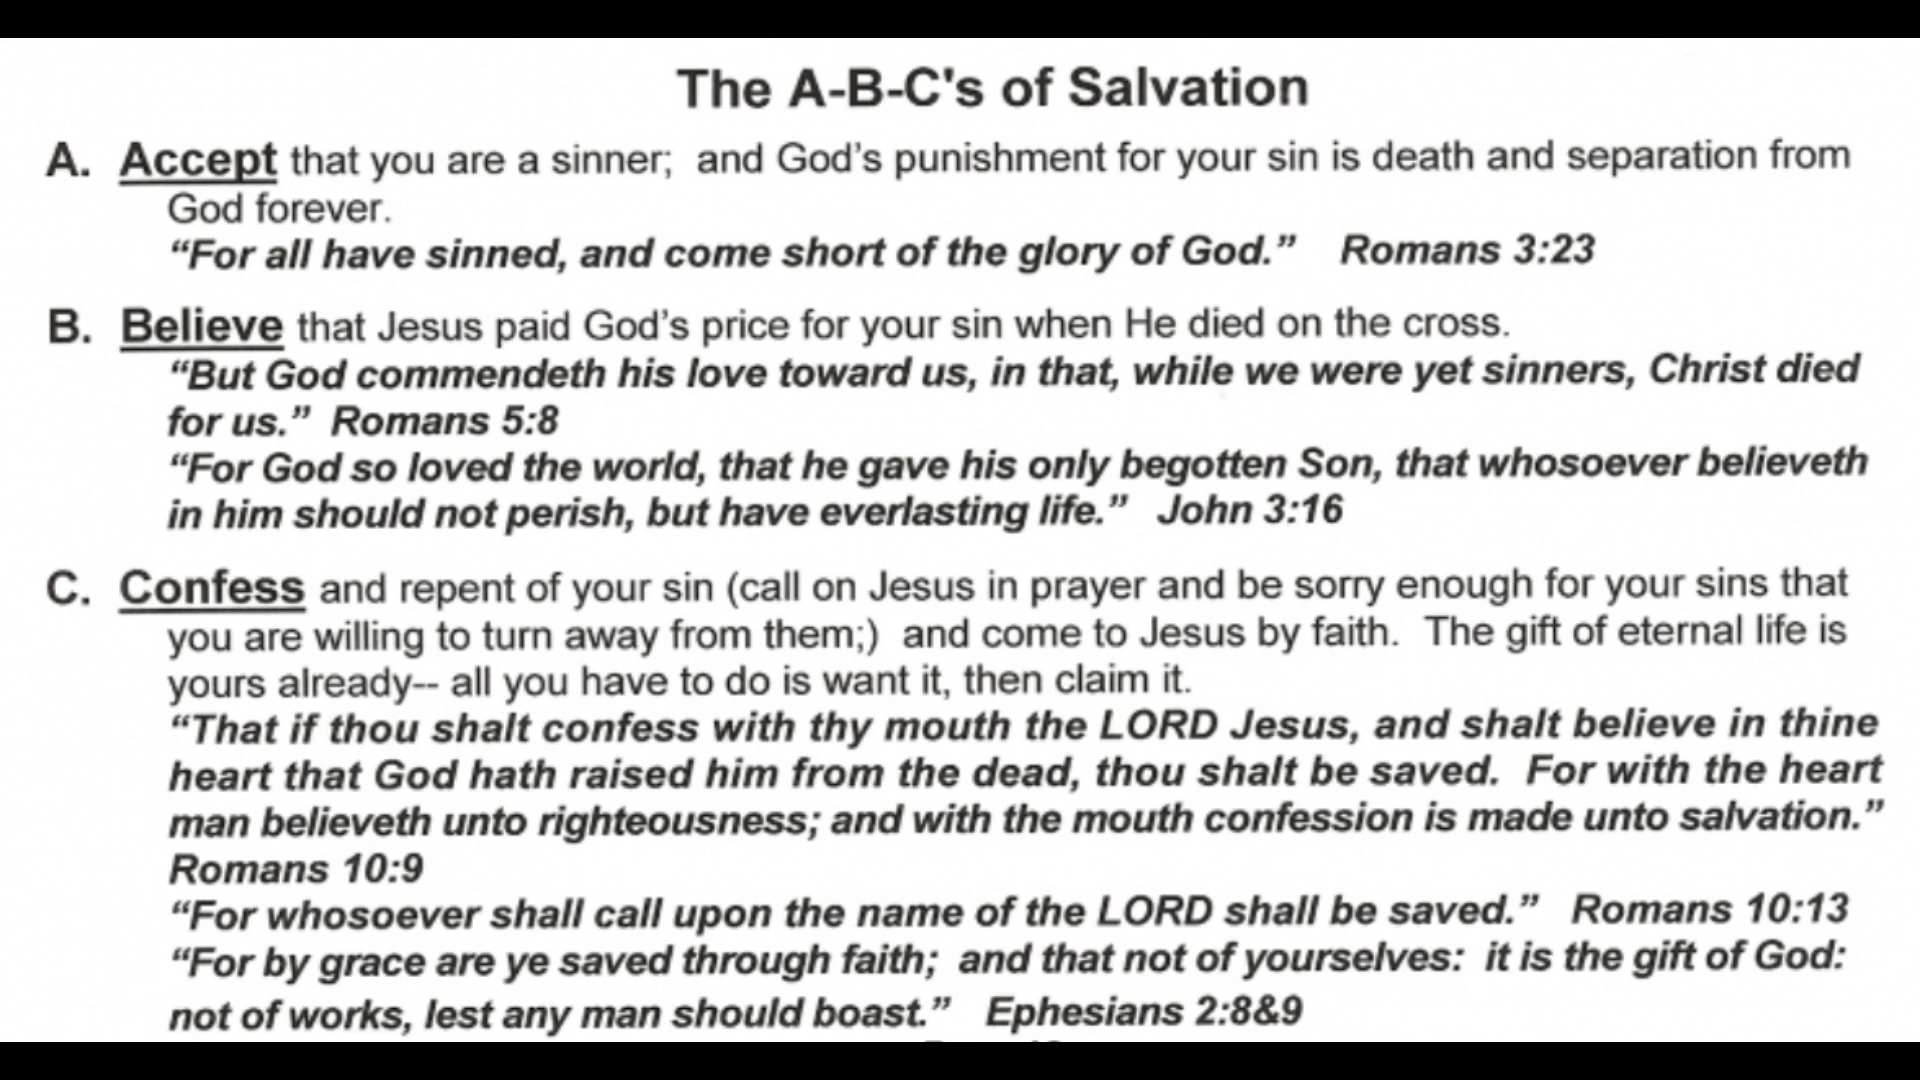 The A-B-C's of Salvation
A. Accept that you are a sinner; and God's punishment for your sin is death and separation from
God forever.
“For all have sinned, and come short of the glory of God.” Romans 3:23
B. Believe that Jesus paid God's price for your sin when He died on the cross.
“But God commendeth his love toward us, in that, while we were yet sinners, Christ died
for us.” Romans 5:8
“For God so loved the world, that he gave his only begotten Son, that whosoever believeth
in him should not perish, but have everlasting life.” John 3:16
C. Confess and repent of your sin (call on Jesus in prayer and be sorry enough for your sins that
you are willing to turn away from them;) and come to Jesus by faith. The gift of eternal life is
yours already-- all you have to do is want it, then claim it.
“That if thou shalt confess with thy mouth the LORD Jesus, and shalt believe in thine
heart that God hath raised him from the dead, thou shalt be saved. For with the heart
man believeth unto righteousness; and with the mouth confession is made unto salvation.”
Romans 10:9
“For whosoever shall call upon the name of the LORD shall be saved.” Romans 10:13
“For by grace are ye saved through faith; and that not of yourselves: it is the gift of God:
not of works, lest any man should boast.” Ephesians 2:8&9